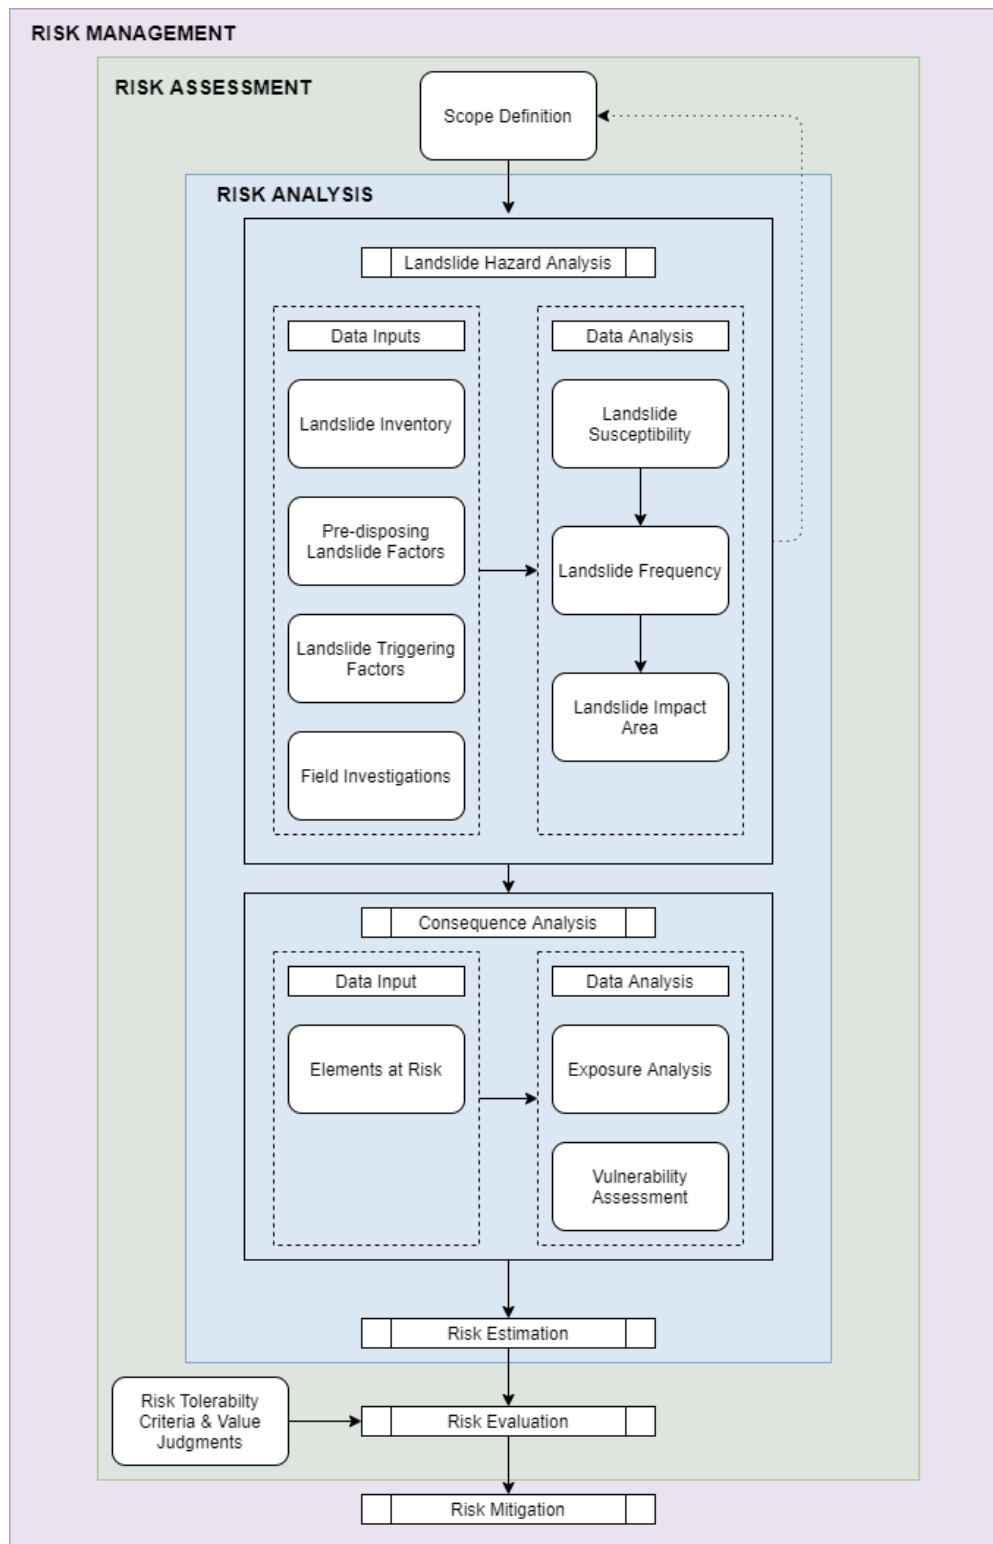 RISK MANAGEMENT
RISK ASSESSMENT
Scope Definition
RISK ANALYSIS
Landslide Hazard Analysis
Data Inputs
Landslide Inventory
Pre-disposing
Landslide Factors
Landslide Triggering
Factors
Field Investigations
Data Analysis
Landslide
Susceptibility
Landslide Frequency
Landslide Impact
Area
Consequence Analysis
Data Input
Elements at Risk
Data Analysis
Exposure Analysis
Vulnerability
Assessment
Risk Estimation
Risk Tolerabilty
Criteria & Value
Judgments
Risk Evaluation
Risk Mitigation